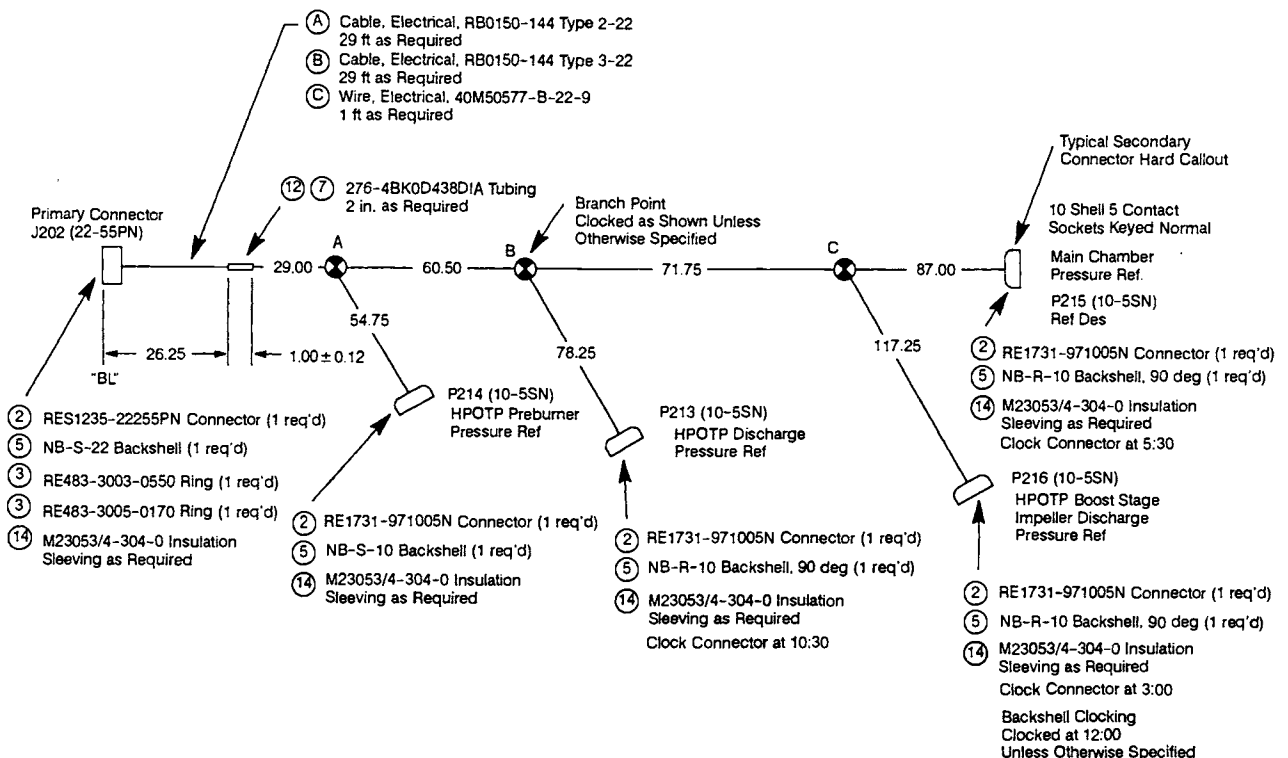 A Cable, Electrical, RB0150-144 Type 2-22
29 ft as Required
B Cable, Electrical, RB0150-144 Type 3-22
29 ft as Required
C Wire, Electrical, 40M50577-B-22-9
1 ft as Required
Typical Secondary
Connector Hard Callout
12 7 276-4BK0D438DIA Tubing
2 in. as Required
Branch Point
Clocked as Shown Unless
Otherwise Specified
Primary Connector
J202 (22-55PN)
10 Shell 5 Contact
Sockets Keyed Normal
Main Chamber
Pressure Ref.
P215 (10-5SN)
Ref Des
A
B
C
29.00
60.50
71.75
87.00
54.75
78.25
117.25
26.25
1.00 ± 0.12
"BL"
2 RES1235-22255PN Connector (1 req'd)
5 NB-S-22 Backshell (1 req'd)
3 RE483-3003-0550 Ring (1 req'd)
3 RE483-3005-0170 Ring (1 req'd)
14 M23053/4-304-0 Insulation
Sleeving as Required
P214 (10-5SN)
HPOTP Preburner
Pressure Ref
2 RE1731-971005N Connector (1 req'd)
5 NB-S-10 Backshell (1 req'd)
14 M23053/4-304-0 Insulation
Sleeving as Required
P213 (10-5SN)
HPOTP Discharge
Pressure Ref
2 RE1731-971005N Connector (1 req'd)
5 NB-R-10 Backshell, 90 deg (1 req'd)
14 M23053/4-304-0 Insulation
Sleeving as Required
Clock Connector at 10:30
2 RE1731-971005N Connector (1 req'd)
5 NB-R-10 Backshell, 90 deg (1 req'd)
14 M23053/4-304-0 Insulation
Sleeving as Required
Clock Connector at 5:30
P216 (10-5SN)
HPOTP Boost Stage
Impeller Discharge
Pressure Ref
2 RE1731-971005N Connector (1 req'd)
5 NB-R-10 Backshell, 90 deg (1 req'd)
14 M23053/4-304-0 Insulation
Sleeving as Required
Clock Connector at 3:00
Backshell Clocking
Clocked at 12:00
Unless Otherwise Specified